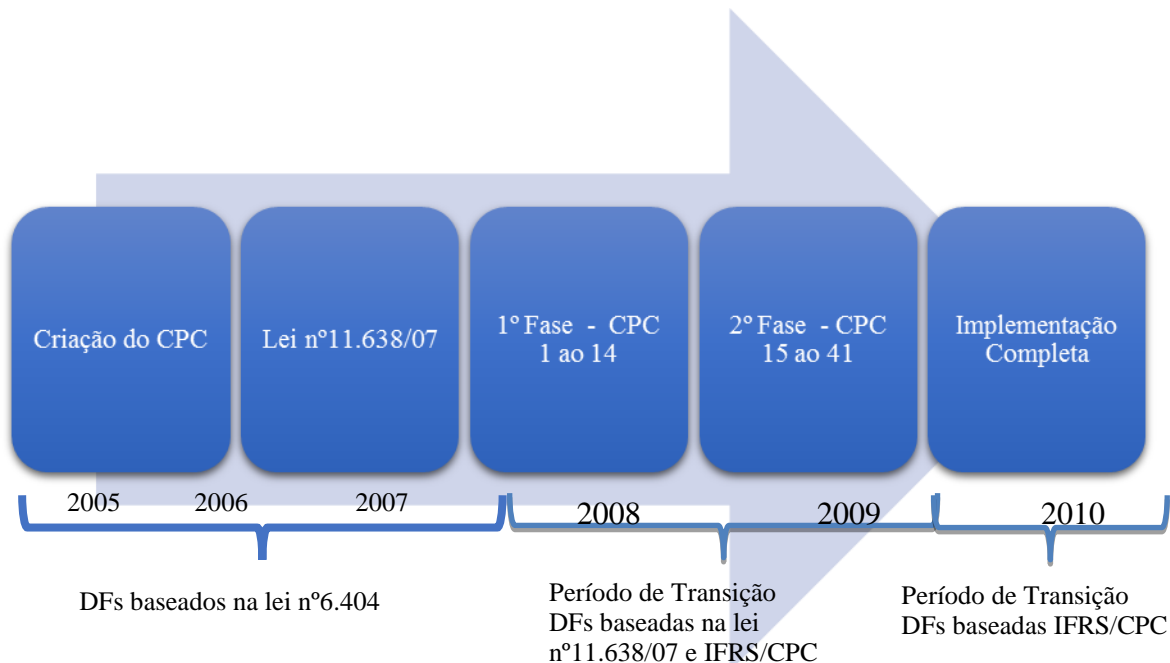 Criação do CPC
Lei nº11.638/07
1º Fase - CPC
1 ao 14
2º Fase - CPC
15 ao 41
Implementação
Completa
2005
2006
2007
2008
2009
2010
DFs baseados na lei nº6.404
Período de Transição
DFs baseadas na lei
nº11.638/07 e IFRS/CPC
Período de Transição
DFs baseadas IFRS/CPC